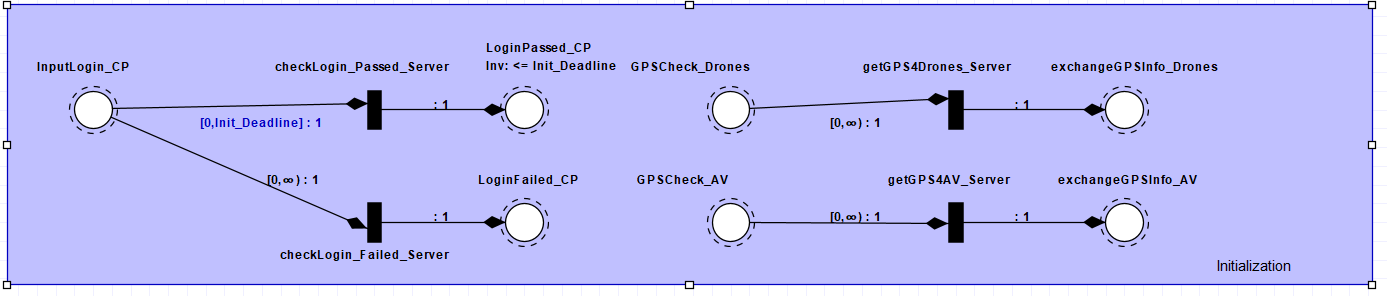 LoginPassed_CP
Inv: <= Init_Deadline
InputLogin_CP
checkLogin_Passed_Server
GPSCheck_Drones
getGPS4Drones_Server
exchangeGPSInfo_Drones
: 1
: 1
[0,Init_Deadline] : 1
[0,∞) : 1
[0,∞) : 1
LoginFailed_CP
GPSCheck_AV
getGPS4AV_Server
exchangeGPSInfo_AV
: 1
[0,∞) : 1
: 1
checkLogin_Failed_Server
Initialization